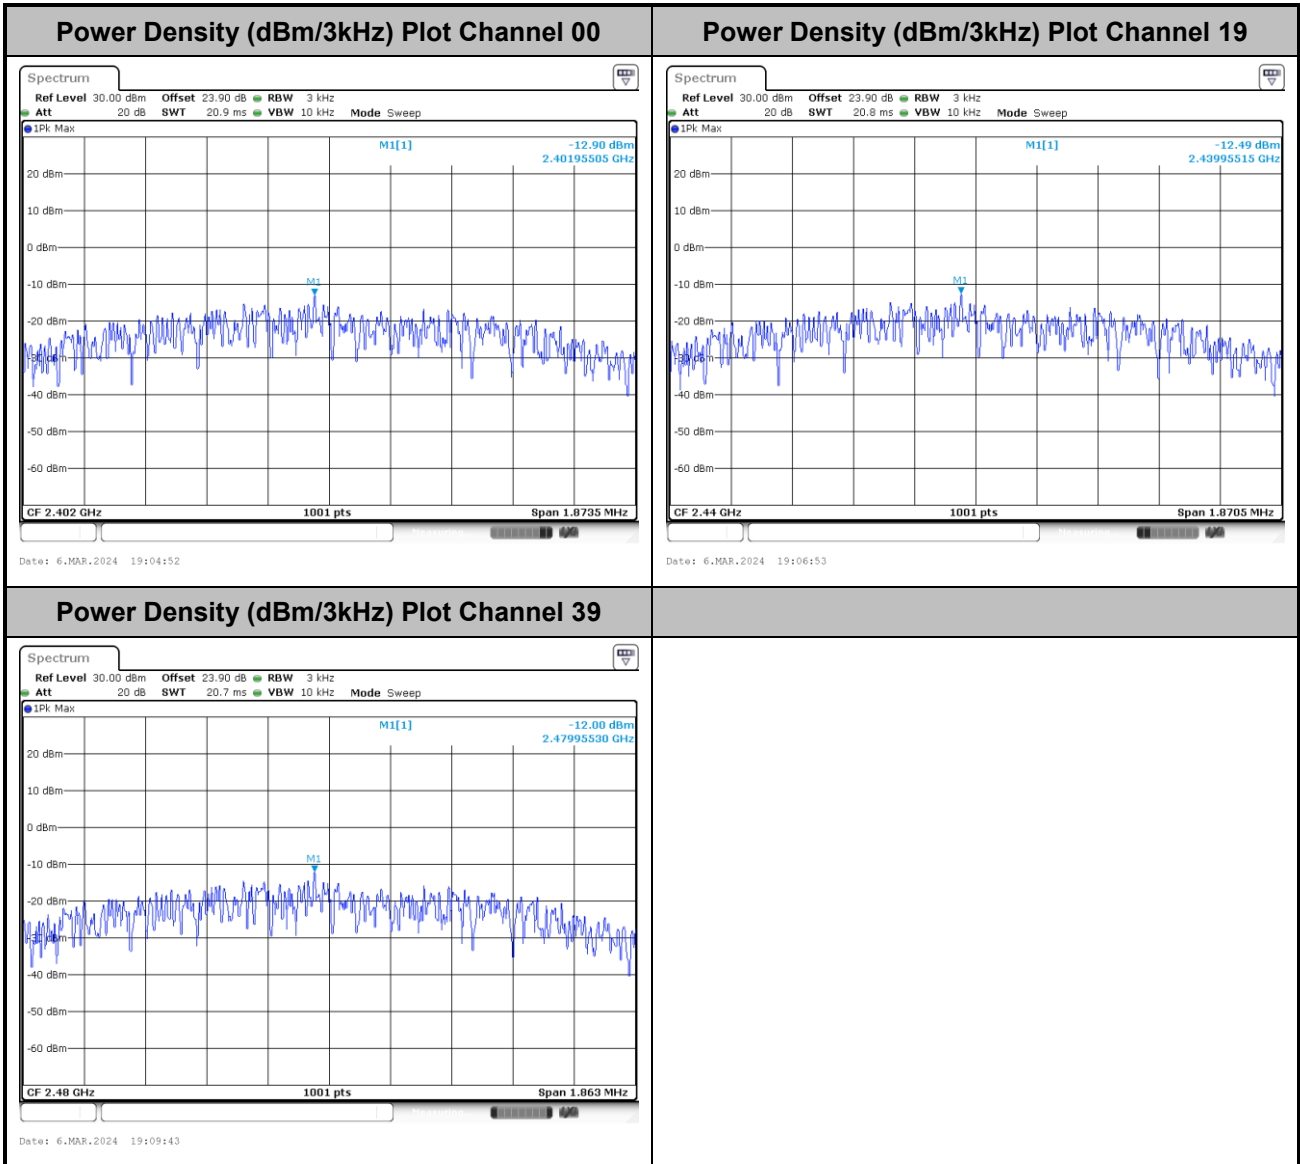 Power Density (dBm/3kHz) Plot Channel 00
Power Density (dBm/3kHz) Plot Channel 19
Spectrum
Ref Level 30.00 dBm Offset 23.90 dB RBW 3 kHz
Att 20 dB SWT 20.9 ms VBW 10 kHz Mode Sweep
1Pk Max
M1[1] -12.90 dBm
2.40195505 GHz
20 dBm
10 dBm
0 dBm
-10 dBm
M1
-20 dBm
-30 dBm
-40 dBm
-50 dBm
-60 dBm
CF 2.402 GHz 1001 pts Span 1.8735 MHz
Date: 6.MAR.2024 19:04:52
Spectrum
Ref Level 30.00 dBm Offset 23.90 dB RBW 3 kHz
Att 20 dB SWT 20.8 ms VBW 10 kHz Mode Sweep
1Pk Max
M1[1] -12.49 dBm
2.43995515 GHz
20 dBm
10 dBm
0 dBm
-10 dBm
M1
-20 dBm
-30 dBm
-40 dBm
-50 dBm
-60 dBm
CF 2.44 GHz 1001 pts Span 1.8705 MHz
Date: 6.MAR.2024 19:06:53
Power Density (dBm/3kHz) Plot Channel 39
Spectrum
Ref Level 30.00 dBm Offset 23.90 dB RBW 3 kHz
Att 20 dB SWT 20.7 ms VBW 10 kHz Mode Sweep
1Pk Max
M1[1] -12.00 dBm
2.47995530 GHz
20 dBm
10 dBm
0 dBm
-10 dBm
M1
-20 dBm
-30 dBm
-40 dBm
-50 dBm
-60 dBm
CF 2.48 GHz 1001 pts Span 1.863 MHz
Measuring
Date: 6.MAR.2024 19:09:43